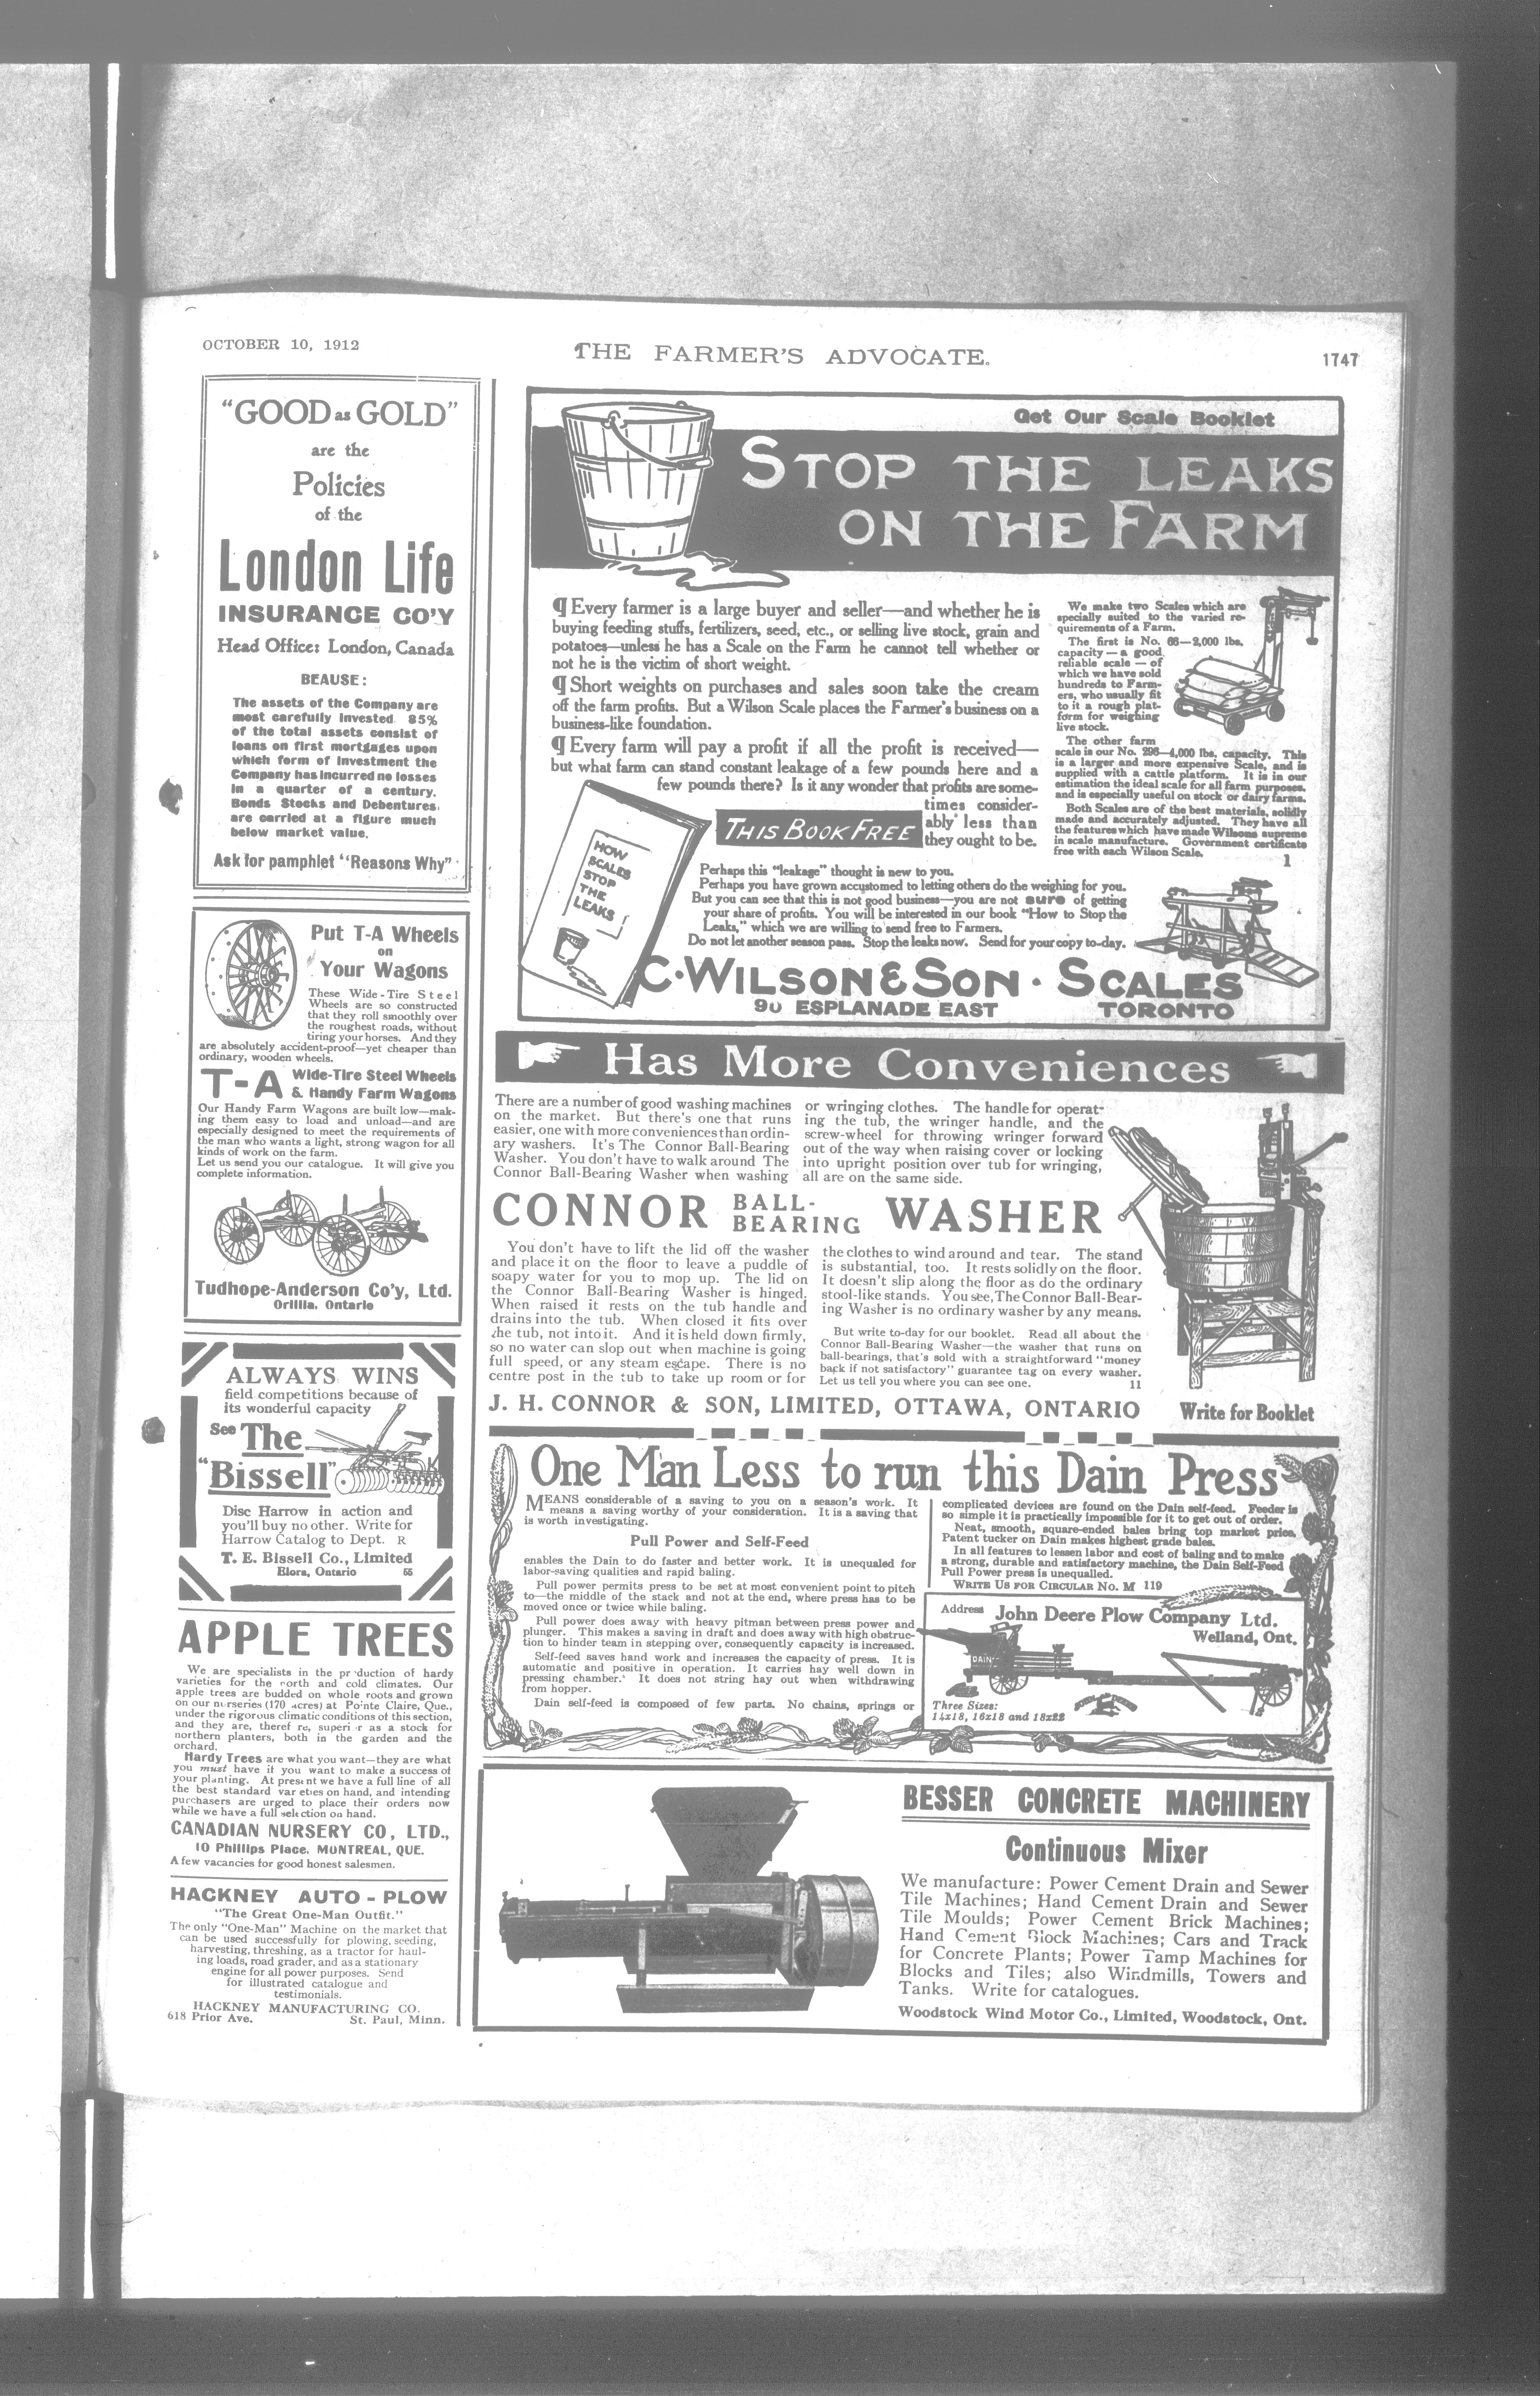 OCTOBER 10, 1912
THE FARMER'S ADVOCATE.
1747
"GOOD as GOLD"
are the
Policies
of the
London Life
INSURANCE CO'Y
Head Office: London, Canada
BEAUSE:
The assets of the Company are
most carefully invested 85%
of the total assets consist of
loans on first mortgages upon
which form of investment the
Company has incurred no losses
in a quarter of a century.
Bonds Stocks and Debentures,
are carried at a figure much
below market value.
Ask for pamphlet "Reasons Why"
Put T-A Wheels
on
Your Wagons
These Wide-Tire Steel
Wheels are so constructed
that they roll smoothly over
the roughest roads, without
tiring your horses. And they
are absolutely accident-proof—yet cheaper than
ordinary, wooden wheels.
T-A Wide-Tire Steel Wheels
& Handy Farm Wagons
Our Handy Farm Wagons are built low—mak-
ing them easy to load and unload—and are
especially designed to meet the requirements of
the man who wants a light, strong wagon for all
kinds of work on the farm.
Let us send you our catalogue. It will give you
complete information.
Tudhope-Anderson Co'y, Ltd.
Orillia, Ontario
ALWAYS WINS
field competitions because of
its wonderful capacity
See The
"Bissell"
Disc Harrow in action and
you'll buy no other. Write for
Harrow Catalog to Dept. R
T. E. Bissell Co., Limited
Elora, Ontario 55
APPLE TREES
We are specialists in the pr duction of hardy
varieties for the north and cold climates. Our
apple trees are budded on whole roots and grown
on our nurseries (170 acres) at Pointe Claire, Que.,
under the rigorous climatic conditions of this section,
and they are, theref re, superi r as a stock for
northern planters, both in the garden and the
orchard.
Hardy Trees are what you want—they are what
you must have if you want to make a success of
your planting. At present we have a full line of all
the best standard var eties on hand, and intending
purchasers are urged to place their orders now
while we have a full selection on hand.
CANADIAN NURSERY CO, LTD.,
10 Phillips Place, MONTREAL, QUE.
A few vacancies for good honest salesmen.
HACKNEY AUTO-PLOW
"The Great One-Man Outfit."
The only "One-Man" Machine on the market that
can be used successfully for plowing, seeding,
harvesting, threshing, as a tractor for haul-
ing loads, road grader, and as a stationary
engine for all power purposes. Send
for illustrated catalogue and
testimonials.
HACKNEY MANUFACTURING CO.
618 Prior Ave. St. Paul, Minn.
Get Our Scale Booklet
STOP THE LEAKS
ON THE FARM
¶ Every farmer is a large buyer and seller—and whether he is
buying feeding stuffs, fertilizers, seed, etc., or selling live stock, grain and
potatoes—unless he has a Scale on the Farm he cannot tell whether or
not he is the victim of short weight.
¶ Short weights on purchases and sales soon take the cream
off the farm profits. But a Wilson Scale places the Farmer's business on a
business-like foundation.
¶ Every farm will pay a profit if all the profit is received—
but what farm can stand constant leakage of a few pounds here and a
few pounds there? Is it any wonder that profits are some-
times consider-
ably less than
they ought to be.
THIS BOOK FREE
HOW
SCALES
STOP
THE
LEAKS
Perhaps this "leakage" thought is new to you.
Perhaps you have grown accustomed to letting others do the weighing for you.
But you can see that this is not good business—you are not sure of getting
your share of profits. You will be interested in our book "How to Stop the
Leaks," which we are willing to send free to Farmers.
Do not let another season pass. Stop the leaks now. Send for your copy to-day.
We make two Scales which are
specially suited to the varied re-
quirements of a Farm.
The first is No. 66—2,000 lbs.
capacity—a good
reliable scale—of
which we have sold
hundreds to Farm-
ers, who usually fit
to it a rough plat-
form for weighing
live stock.
The other farm
scale is our No. 296—4,000 lbs. capacity. This
is a larger and more expensive Scale, and is
supplied with a cattle platform. It is in our
estimation the ideal scale for all farm purposes,
and is especially useful on stock or dairy farms.
Both Scales are of the best materials, solidly
made and accurately adjusted. They have all
the features which have made Wilsons supreme
in scale manufacture. Government certificate
free with each Wilson Scale. 1
C. WILSON & SON · SCALES
90 ESPLANADE EAST TORONTO
Has More Conveniences
There are a number of good washing machines
on the market. But there's one that runs
easier, one with more conveniences than ordin-
ary washers. It's The Connor Ball-Bearing
Washer. You don't have to walk around The
Connor Ball-Bearing Washer when washing
or wringing clothes. The handle for operat-
ing the tub, the wringer handle, and the
screw-wheel for throwing wringer forward
out of the way when raising cover or locking
into upright position over tub for wringing,
all are on the same side.
CONNOR BALL-BEARING WASHER
You don't have to lift the lid off the washer
and place it on the floor to leave a puddle of
soapy water for you to mop up. The lid on
the Connor Ball-Bearing Washer is hinged.
When raised it rests on the tub handle and
drains into the tub. When closed it fits over
the tub, not into it. And it is held down firmly,
so no water can slop out when machine is going
full speed, or any steam escape. There is no
centre post in the tub to take up room or for
the clothes to wind around and tear. The stand
is substantial, too. It rests solidly on the floor.
It doesn't slip along the floor as do the ordinary
stool-like stands. You see, The Connor Ball-Bear-
ing Washer is no ordinary washer by any means.
But write to-day for our booklet. Read all about the
Connor Ball-Bearing Washer—the washer that runs on
ball-bearings, that's sold with a straightforward "money
back if not satisfactory" guarantee tag on every washer.
Let us tell you where you can see one. 11
J. H. CONNOR & SON, LIMITED, OTTAWA, ONTARIO
Write for Booklet
One Man Less to run this Dain Press
MEANS considerable of a saving to you on a season's work. It
means a saving worthy of your consideration. It is a saving that
is worth investigating.
Pull Power and Self-Feed
enables the Dain to do faster and better work. It is unequaled for
labor-saving qualities and rapid baling.
Pull power permits press to be set at most convenient point to pitch
to—the middle of the stack and not at the end, where press has to be
moved once or twice while baling.
Pull power does away with heavy pitman between press power and
plunger. This makes a saving in draft and does away with high obstruc-
tion to hinder team in stepping over, consequently capacity is increased.
Self-feed saves hand work and increases the capacity of press. It is
automatic and positive in operation. It carries hay well down in
pressing chamber. It does not string hay out when withdrawing
from hopper.
Dain self-feed is composed of few parts. No chains, springs or
complicated devices are found on the Dain self-feed. Feeder is
so simple it is practically impossible for it to get out of order.
Neat, smooth, square-ended bales bring top market price.
Patent tucker on Dain makes highest grade bales.
In all features to lessen labor and cost of baling and to make
a strong, durable and satisfactory machine, the Dain Self-Feed
Pull Power press is unequalled.
WRITE US FOR CIRCULAR No. M 119
Address John Deere Plow Company Ltd.
Welland, Ont.
DAIN
Three Sizes:
14x18, 16x18 and 18x22
BESSER CONCRETE MACHINERY
Continuous Mixer
We manufacture: Power Cement Drain and Sewer
Tile Machines; Hand Cement Drain and Sewer
Tile Moulds; Power Cement Brick Machines;
Hand Cement Block Machines; Cars and Track
for Concrete Plants; Power Tamp Machines for
Blocks and Tiles; also Windmills, Towers and
Tanks. Write for catalogues.
Woodstock Wind Motor Co., Limited, Woodstock, Ont.